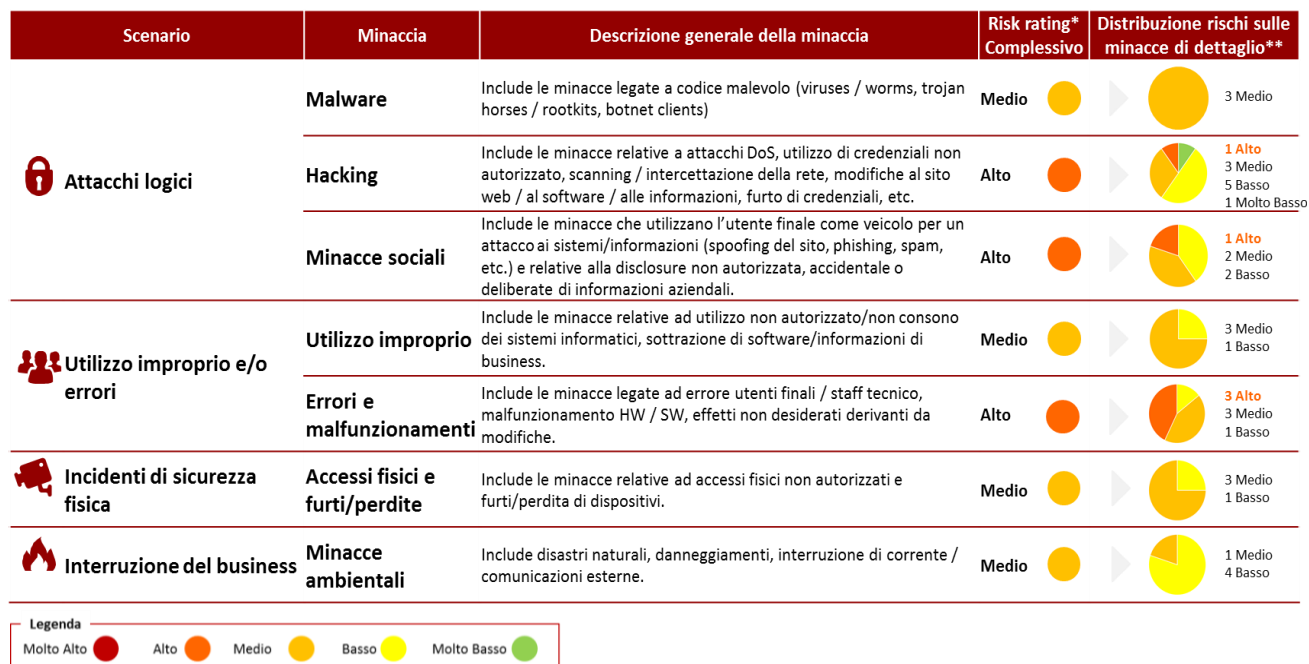 Scenario
Minaccia
Descrizione generale della minaccia
Risk rating*
Complessivo
Distribuzione rischi sulle
minacce di dettaglio**
Attacchi logici
Malware
Include le minacce legate a codice malevolo (viruses / worms, trojan
horses / rootkits, botnet clients)
Medio
3 Medio
Hacking
Include le minacce relative a attacchi DoS, utilizzo di credenziali non
autorizzato, scanning / intercettazione della rete, modifiche al sito
web / al software / alle informazioni, furto di credenziali, etc.
Alto
1 Alto
3 Medio
5 Basso
1 Molto Basso
Minacce sociali
Include le minacce che utilizzano l'utente finale come veicolo per un
attacco ai sistemi/informazioni (spoofing del sito, phishing, spam,
etc.) e relative alla disclosure non autorizzata, accidentale o
deliberate di informazioni aziendali.
Alto
1 Alto
2 Medio
2 Basso
Utilizzo improprio e/o
errori
Utilizzo improprio
Include le minacce relative ad utilizzo non autorizzato/non consono
dei sistemi informatici, sottrazione di software/informazioni di
business.
Medio
3 Medio
1 Basso
Errori e
malfunzionamenti
Include le minacce legate ad errore utenti finali / staff tecnico,
malfunzionamento HW / SW, effetti non desiderati derivanti da
modifiche.
Alto
3 Alto
3 Medio
1 Basso
Incidenti di sicurezza
fisica
Accessi fisici e
furti/perdite
Include le minacce relative ad accessi fisici non autorizzati e
furti/perdita di dispositivi.
Medio
3 Medio
1 Basso
Interruzione del business
Minacce
ambientali
Include disastri naturali, danneggiamenti, interruzione di corrente /
comunicazioni esterne.
Medio
1 Medio
4 Basso
Legenda
Molto Alto
Alto
Medio
Basso
Molto Basso